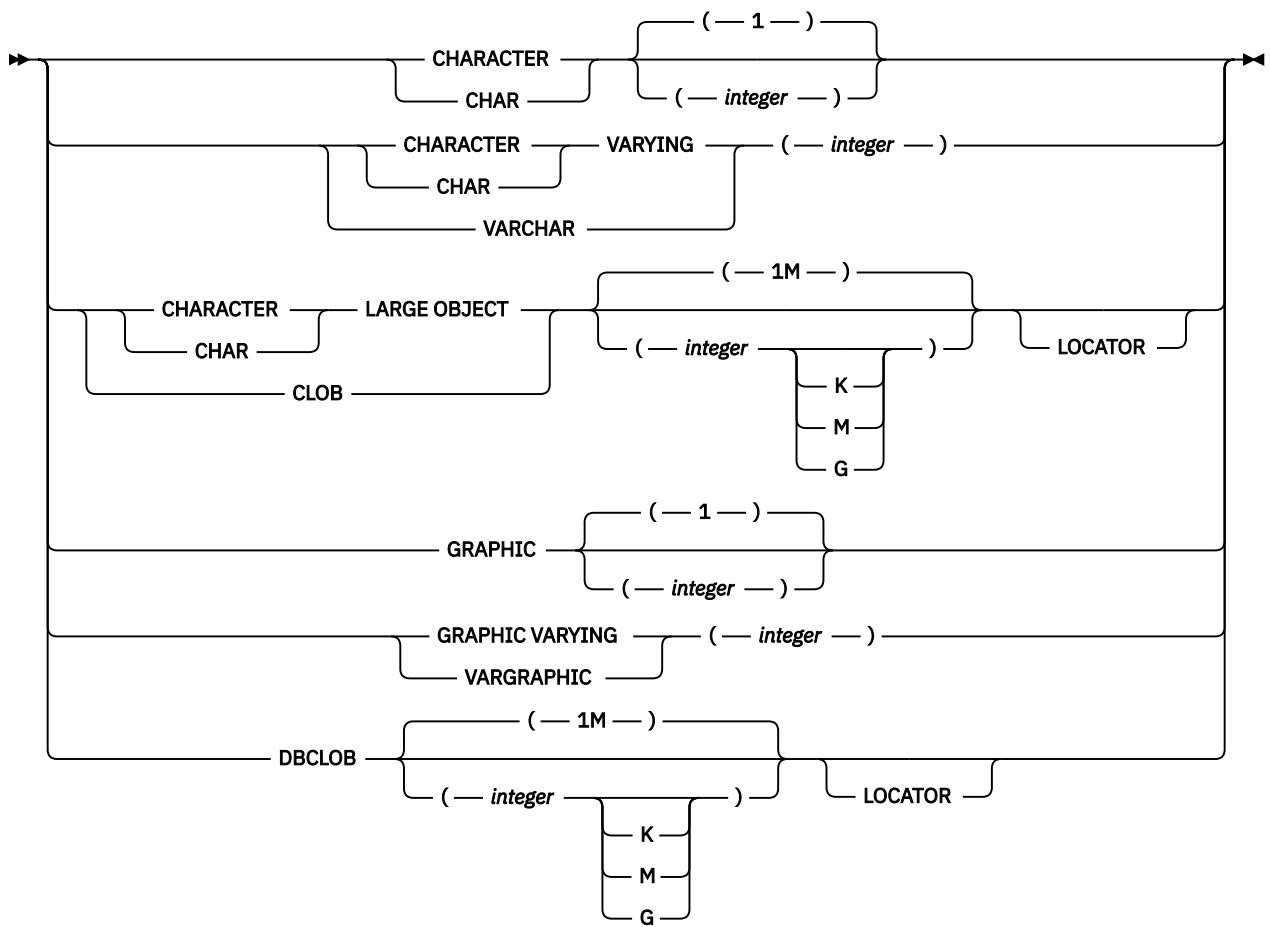 ( 1 )
CHARACTER
CHAR ( integer )
CHARACTER VARYING ( integer )
CHAR
VARCHAR
( 1M )
CHARACTER LARGE OBJECT
CHAR ( integer ) LOCATOR
K
CLOB
M
G
( 1 )
GRAPHIC
( integer )
GRAPHIC VARYING ( integer )
VARGRAPHIC
( 1M )
DBCLOB
( integer ) LOCATOR
K
M
G